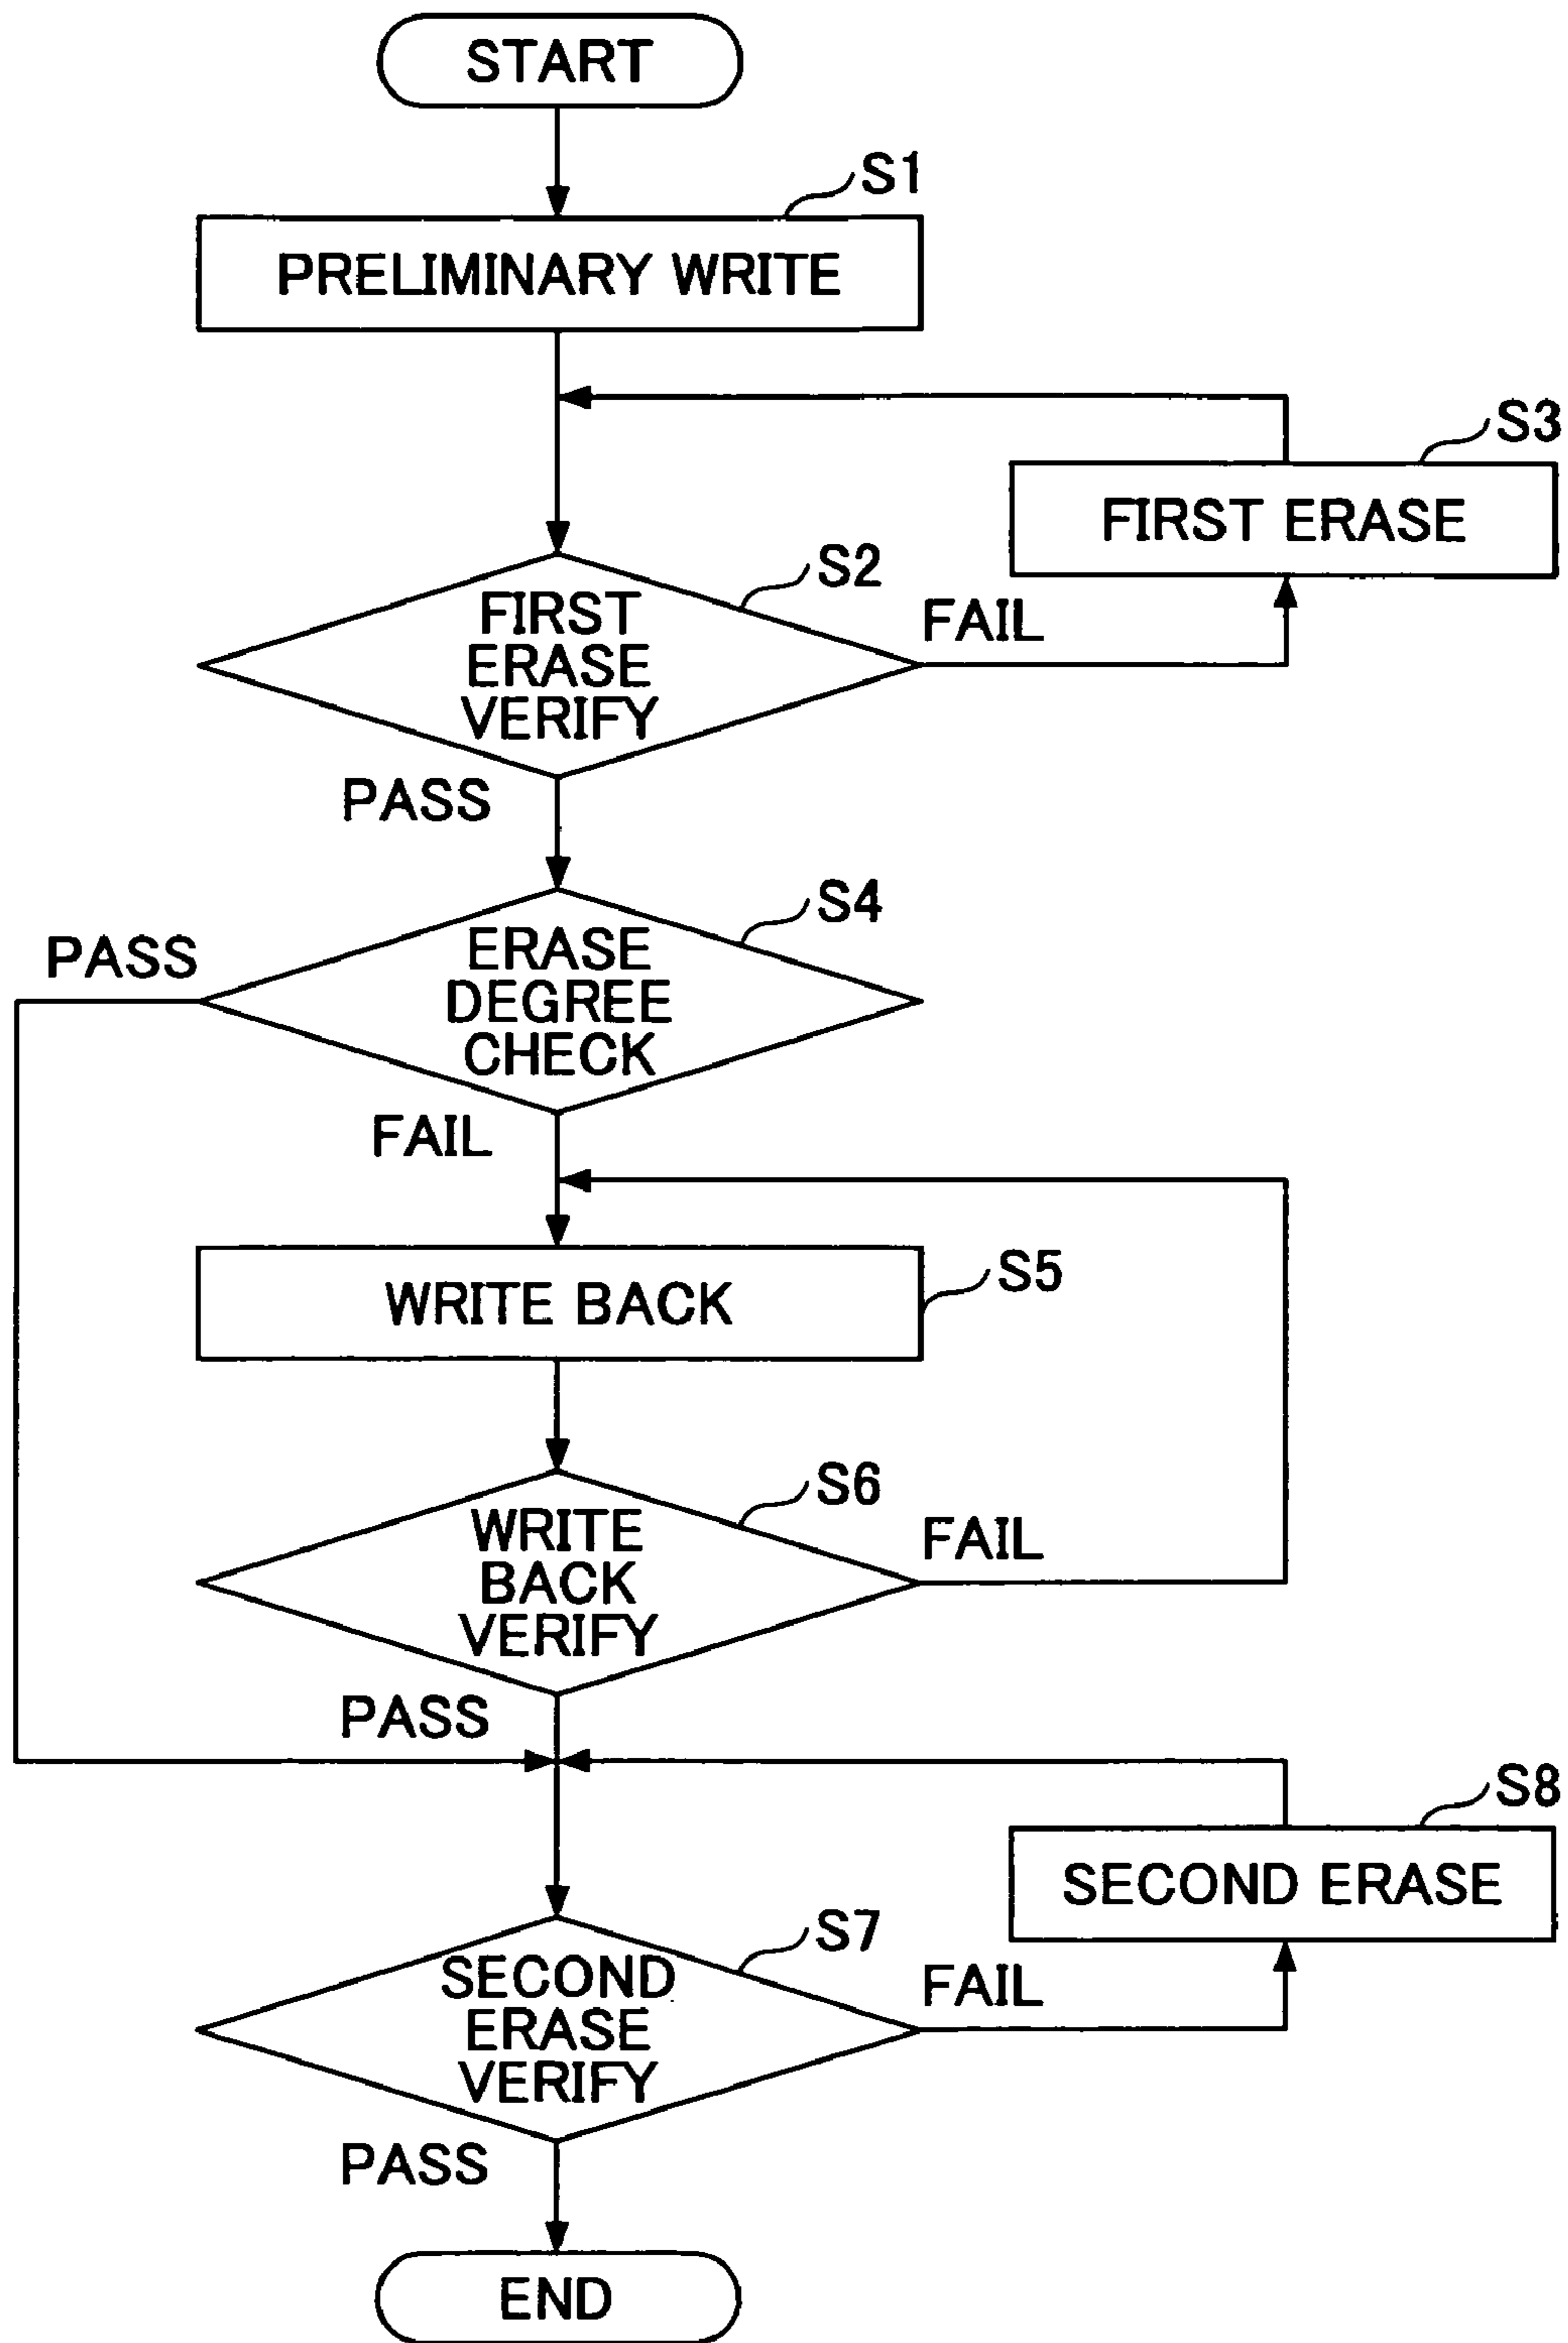 START
S1
PRELIMINARY WRITE
S3
FIRST ERASE
S2
FIRST
ERASE
VERIFY
FAIL
PASS
S4
PASS
ERASE
DEGREE
CHECK
FAIL
WRITE BACK
S5
S6
WRITE
BACK
VERIFY
FAIL
PASS
S8
SECOND ERASE
S7
SECOND
ERASE
VERIFY
FAIL
PASS
END